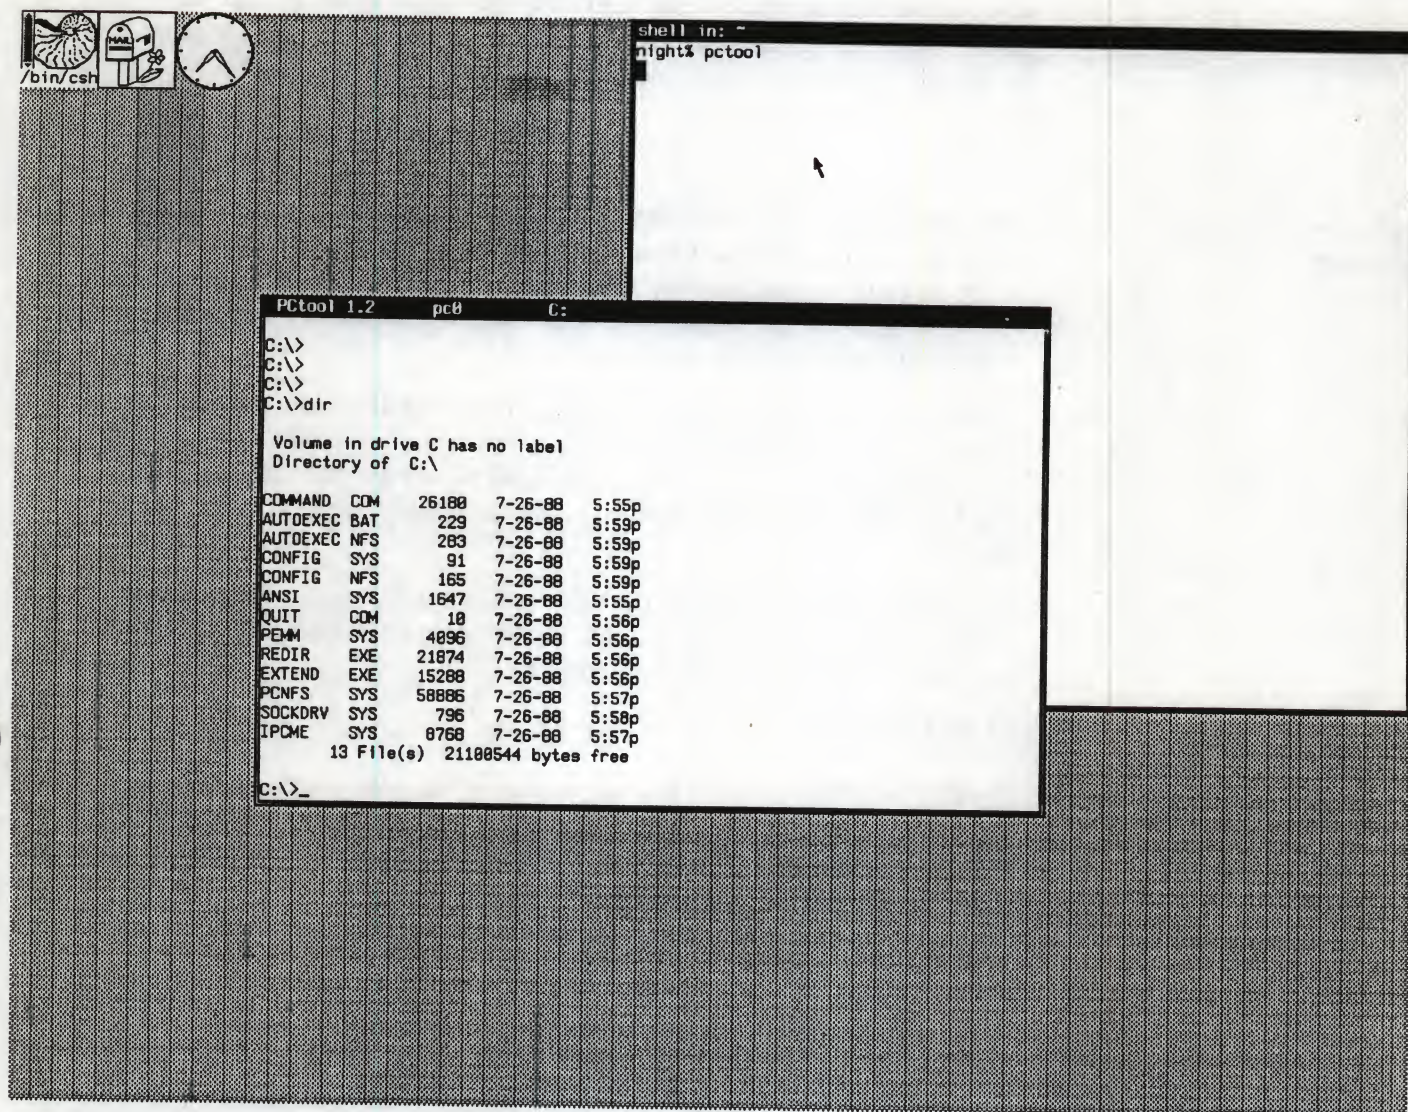 /bin/csh
MAIL
shell in: ~
night% pctool
PCtool 1.2 pc0 C:
C:\>
C:\>
C:\>
C:\>dir
Volume in drive C has no label
Directory of C:\
COMMAND COM 26180 7-26-88 5:55p
AUTOEXEC BAT 229 7-26-88 5:59p
AUTOEXEC NFS 283 7-26-88 5:59p
CONFIG SYS 91 7-26-88 5:59p
CONFIG NFS 165 7-26-88 5:59p
ANSI SYS 1647 7-26-88 5:55p
QUIT COM 10 7-26-88 5:56p
PEMM SYS 4096 7-26-88 5:56p
REDIR EXE 21874 7-26-88 5:56p
EXTEND EXE 15288 7-26-88 5:56p
PCNFS SYS 58886 7-26-88 5:57p
SOCKDRV SYS 796 7-26-88 5:58p
IPCME SYS 8768 7-26-88 5:57p
13 File(s) 21100544 bytes free
C:\>_